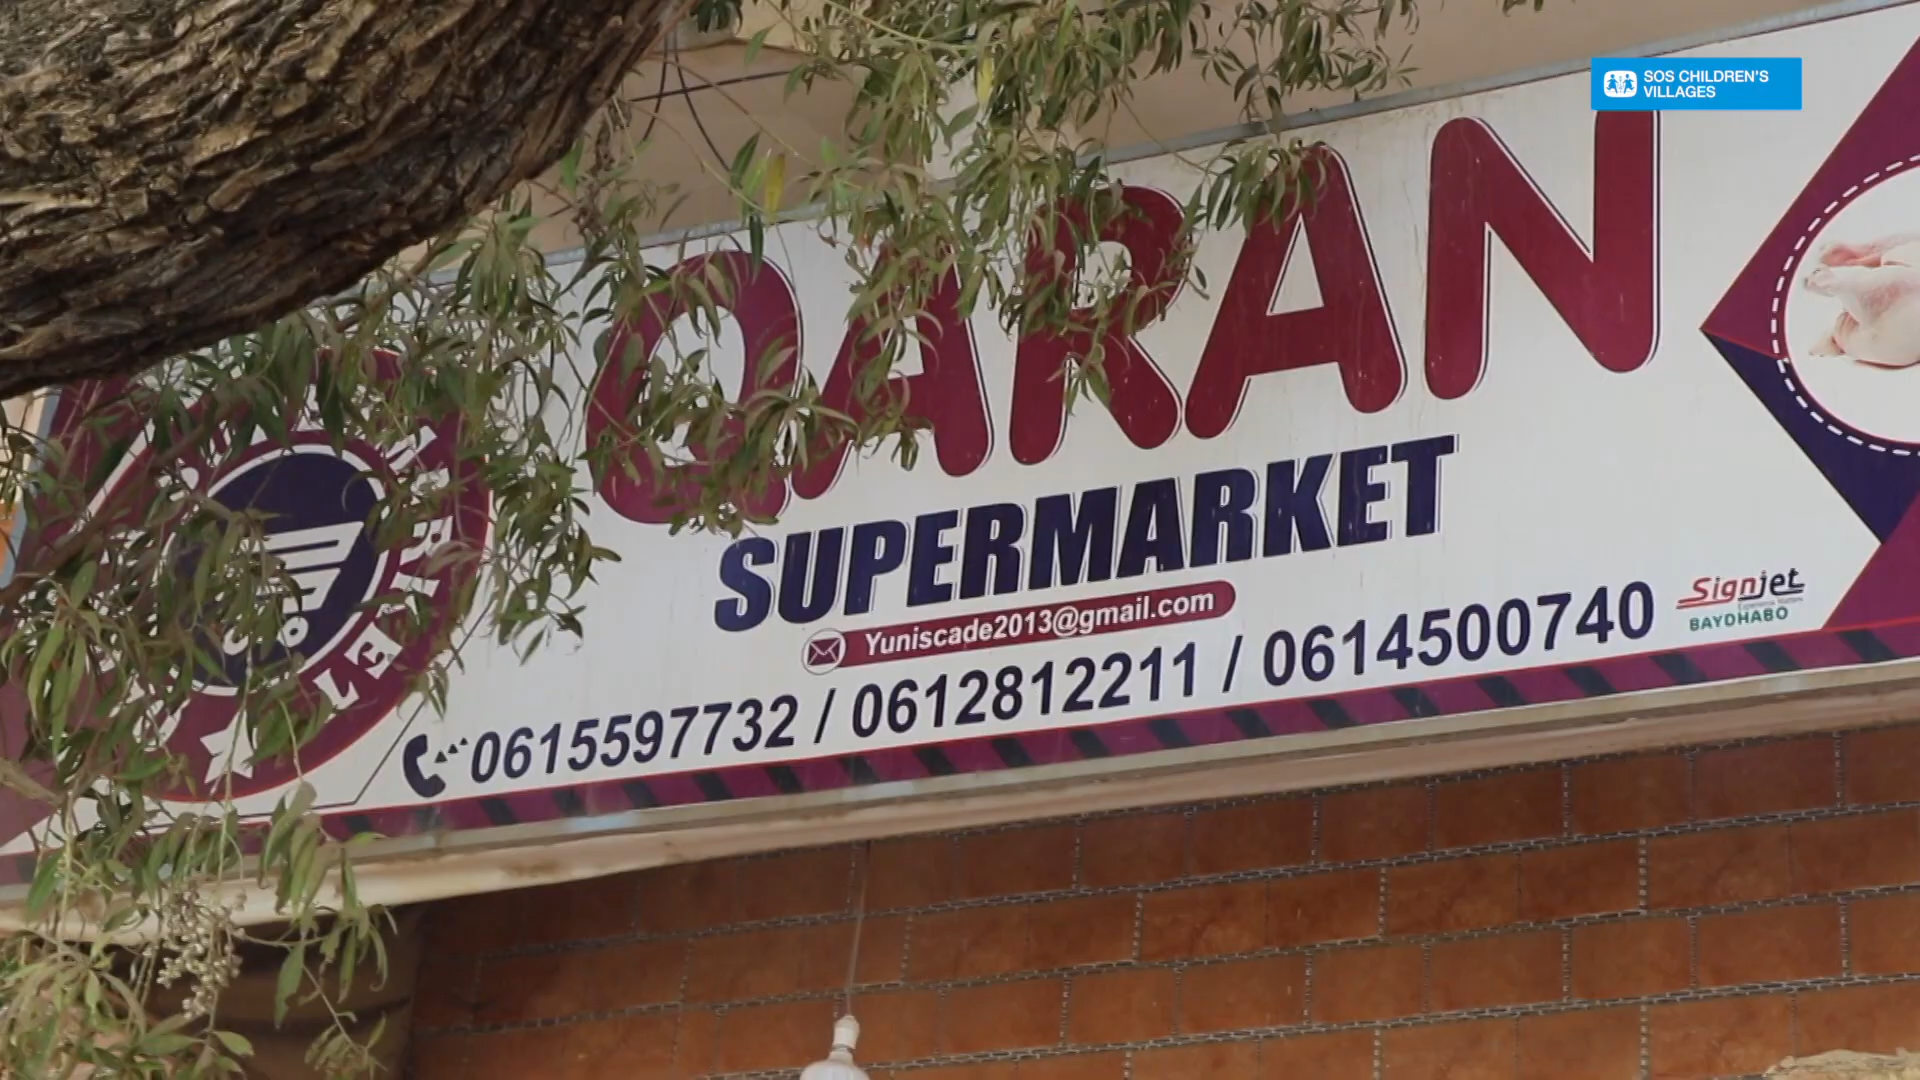 SOS CHILDREN'S
VILLAGES
QARAN
SUPERMARKET
Yuniscade2013@gmail.com
0615597732 / 0612812211 / 0614500740
Signjet
BAYDHABO